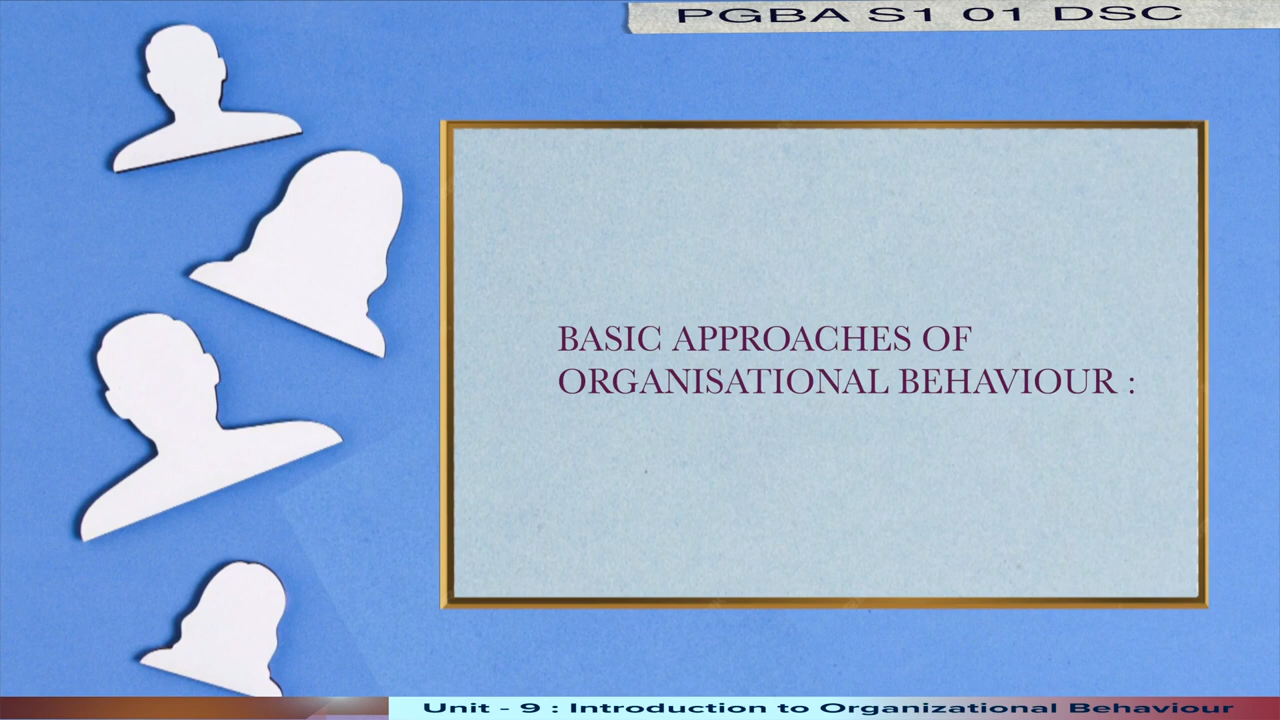 PGBA S1 01 DSC
BASIC APPROACHES OF
ORGANISATIONAL BEHAVIOUR :
Unit - 9 : Introduction to Organizational Behaviour